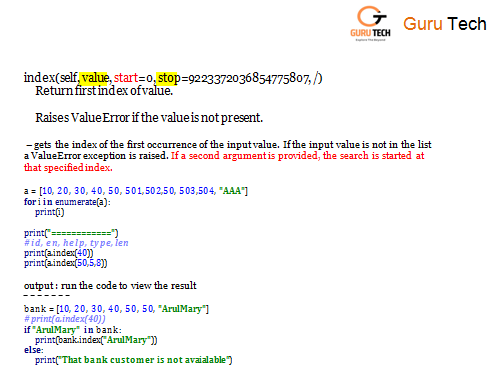 GURU TECH
Guru Tech
index(self, value, start=0, stop=9223372036854775807, /)
Return first index of value.
Raises ValueError if the value is not present.
– gets the index of the first occurrence of the input value. If the input value is not in the list
a ValueError exception is raised. If a second argument is provided, the search is started at
that specified index.
a = [10, 20, 30, 40, 50, 501,502,50, 503,504, "AAA"]
for i in enumerate(a):
print(i)
print("============")
# id, en, help, type, len
print(a.index(40))
print(a.index(50,5,8))
output : run the code to view the result
-------
bank = [10, 20, 30, 40, 50, 50, "ArulMary"]
# print(a.index(40))
if "ArulMary" in bank:
print(bank.index("ArulMary"))
else:
print("That bank customer is not avaialable")